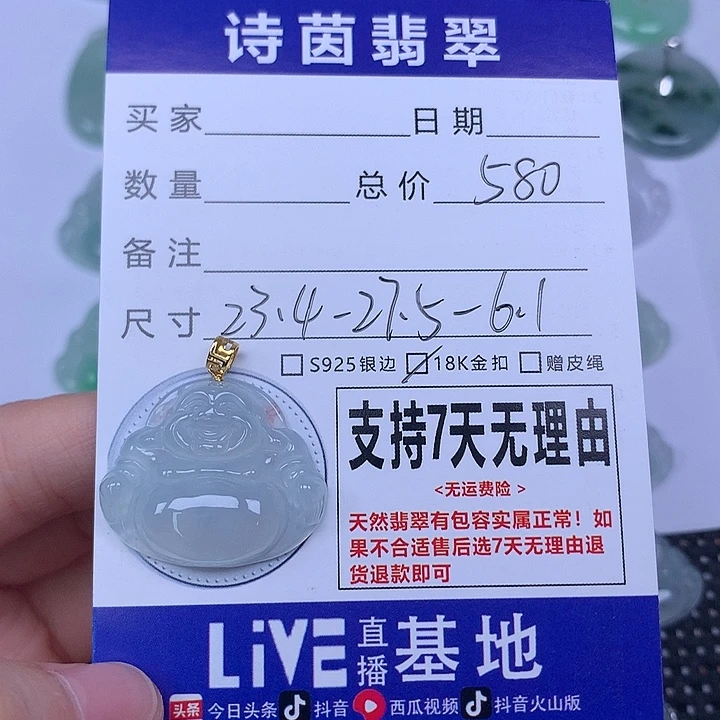 诗茵翡翠
买家 日期
数量 总价 580
备注
尺寸 23.4-27.5-6.1
S925银边 18K金扣 赠皮绳
支持7天无理由
<无运费险>
天然翡翠有包容实属正常！如
果不合适售后选7天无理由退
货退款即可
LiVE直播基地
头条 今日头条 抖音 西瓜视频 抖音火山版